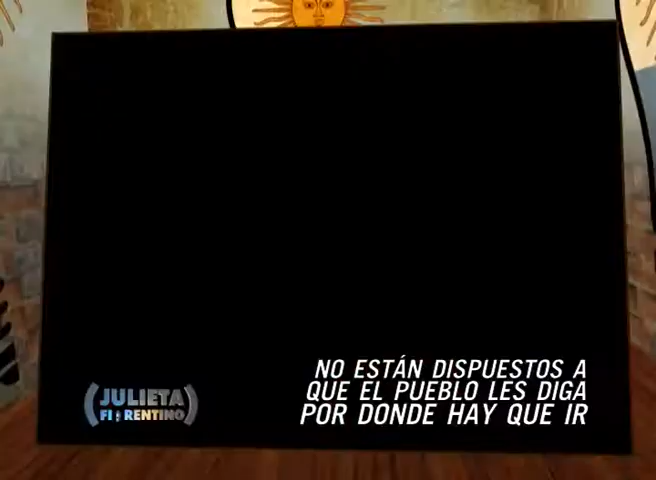 JULIETA
FIORENTINO
NO ESTÁN DISPUESTOS A
QUE EL PUEBLO LES DIGA
POR DONDE HAY QUE IR